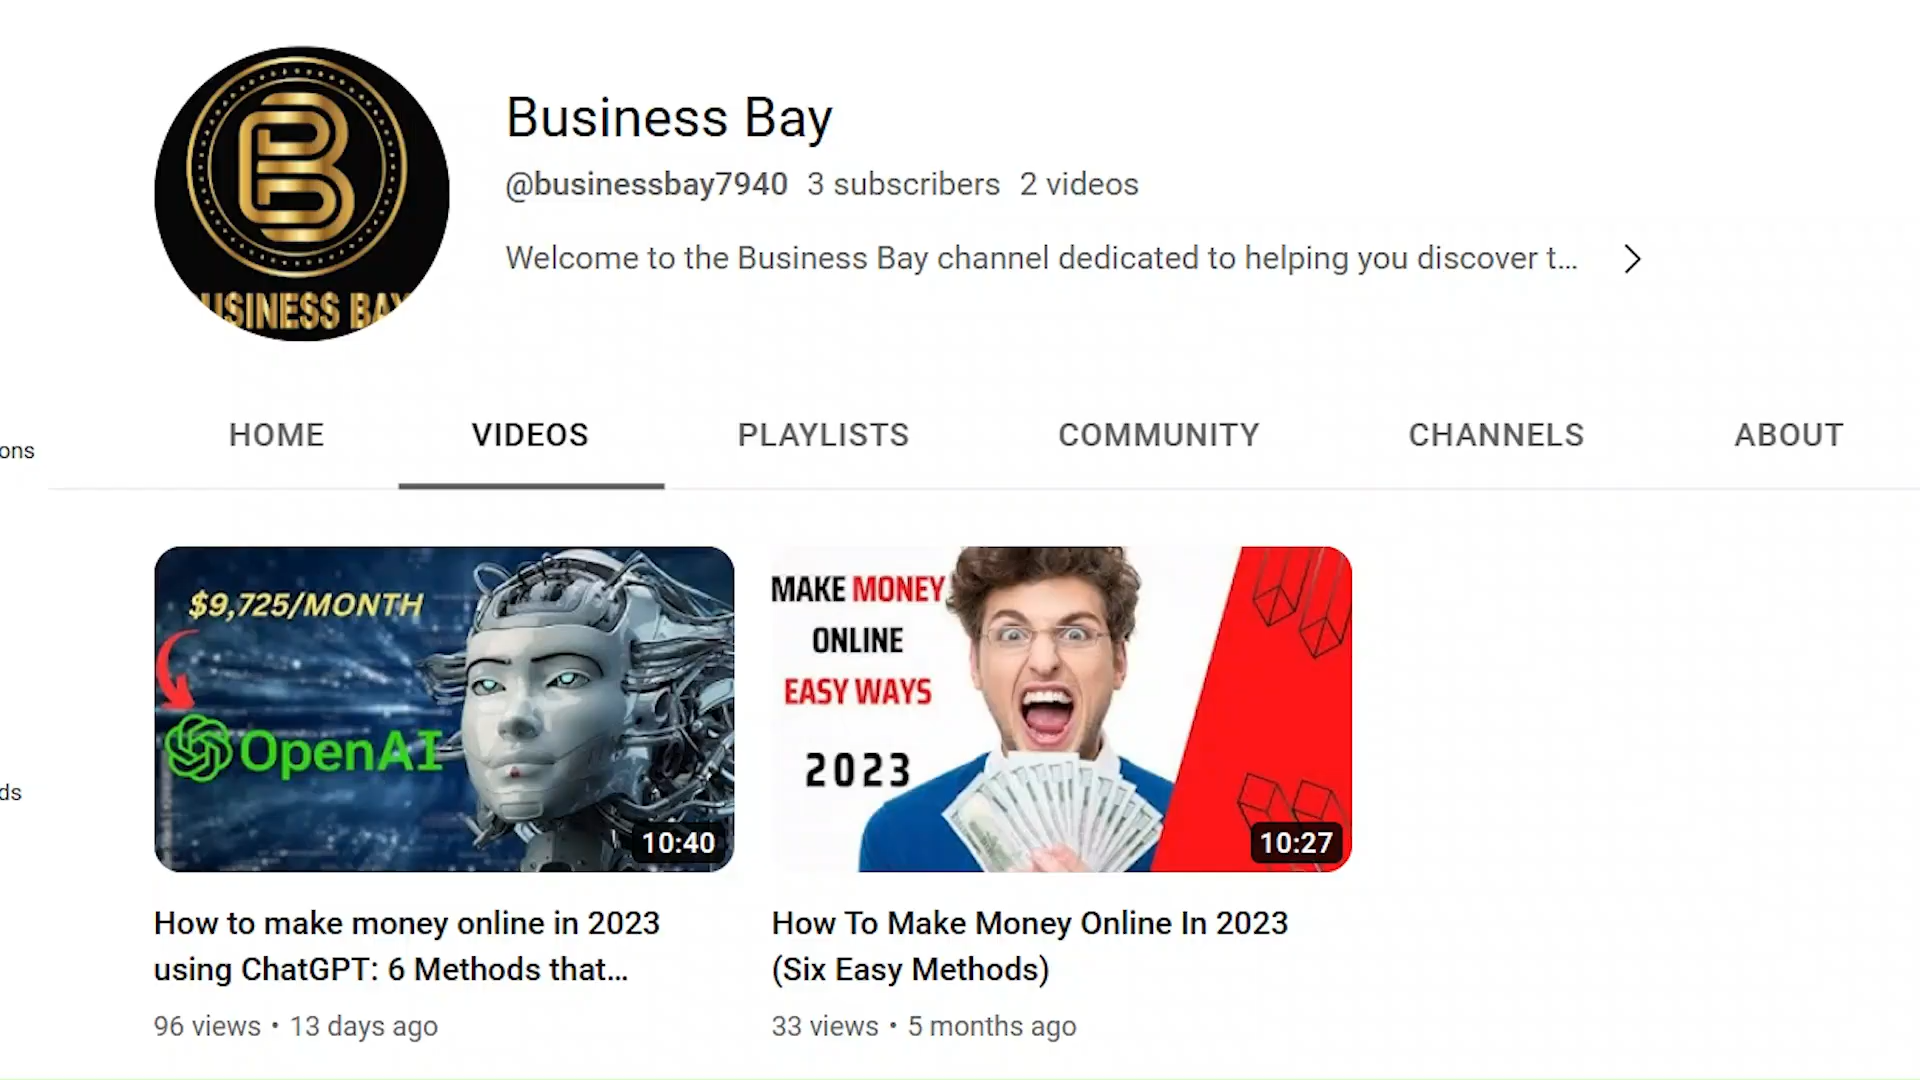 Business Bay
@businessbay7940 3 subscribers 2 videos
Welcome to the Business Bay channel dedicated to helping you discover t...
USINESS BAY
ons
HOME VIDEOS PLAYLISTS COMMUNITY CHANNELS ABOUT
ds
$9,725/MONTH
OpenAI
10:40
MAKE MONEY
ONLINE
EASY WAYS
2023
10:27
How to make money online in 2023
using ChatGPT: 6 Methods that...
96 views • 13 days ago
How To Make Money Online In 2023
(Six Easy Methods)
33 views • 5 months ago